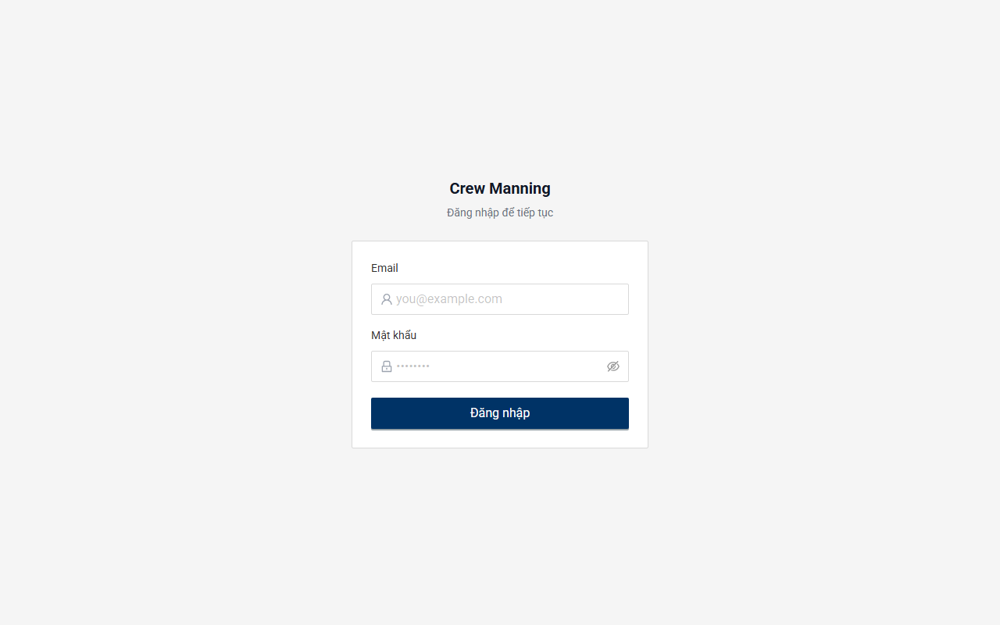 Crew Manning
Đăng nhập để tiếp tục
Email
you@example.com
Mật khẩu
••••••••
Đăng nhập